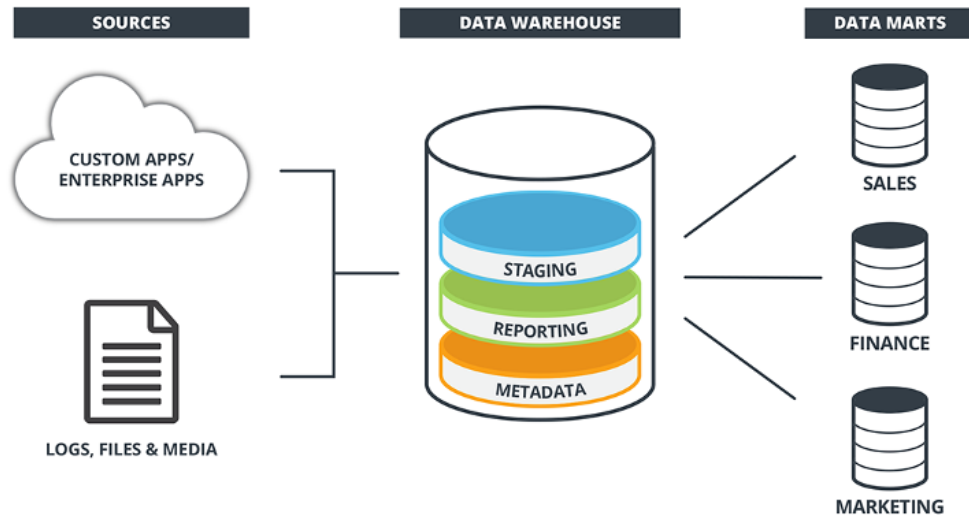 SOURCES
DATA WAREHOUSE
DATA MARTS
CUSTOM APPS/
ENTERPRISE APPS
LOGS, FILES & MEDIA
STAGING
REPORTING
METADATA
SALES
FINANCE
MARKETING